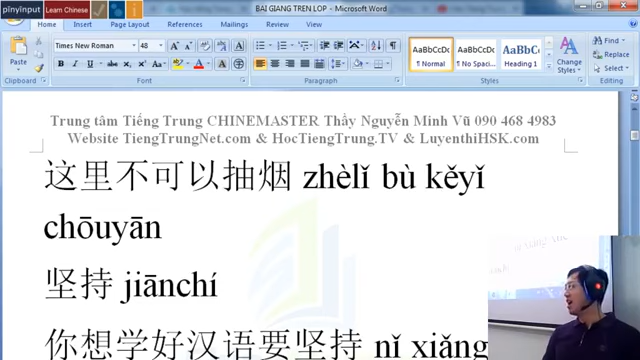 pinyinput
Learn Chinese
BAI GIANG TREN LOP - Microsoft Word
Home
Insert
Page Layout
References
Mailings
Review
View
Paste
Times New Roman
48
AaBbCcDc
AaBbCcDc
AaBbC
¶ Normal
¶ No Spaci...
Heading 1
Change
Styles
Find
Replace
Select
Clipboard
Font
Paragraph
Styles
Editing
Trung tâm Tiếng Trung CHINEMASTER Thầy Nguyễn Minh Vũ 090 468 4983
Website TiengTrungNet.com & HocTiengTrung.TV & LuyenthiHSK.com
这里不可以抽烟 zhèlǐ bù kěyǐ
chōuyān
坚持 jiānchí
你想学好汉语要坚持 nǐ xiǎng